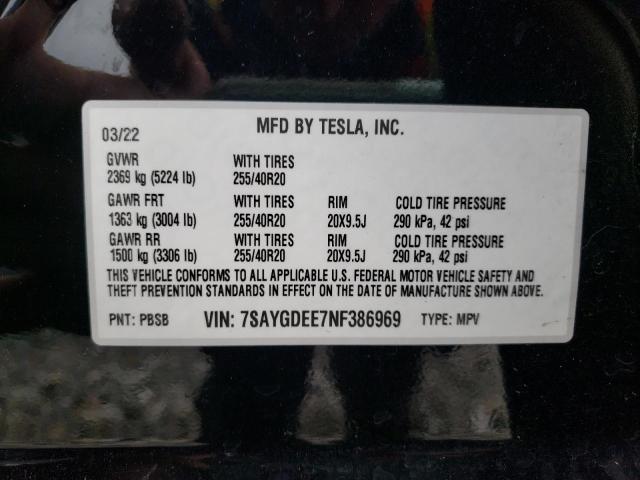 MFD BY TESLA, INC.
03/22
GVWR WITH TIRES
2369 kg (5224 lb) 255/40R20
GAWR FRT WITH TIRES RIM COLD TIRE PRESSURE
1363 kg (3004 lb) 255/40R20 20X9.5J 290 kPa, 42 psi
GAWR RR WITH TIRES RIM COLD TIRE PRESSURE
1500 kg (3306 lb) 255/40R20 20X9.5J 290 kPa, 42 psi
THIS VEHICLE CONFORMS TO ALL APPLICABLE U.S. FEDERAL MOTOR VEHICLE SAFETY AND
THEFT PREVENTION STANDARDS IN EFFECT ON THE DATE OF MANUFACTURE SHOWN ABOVE.
PNT: PBSB VIN: 7SAYGDEE7NF386969 TYPE: MPV